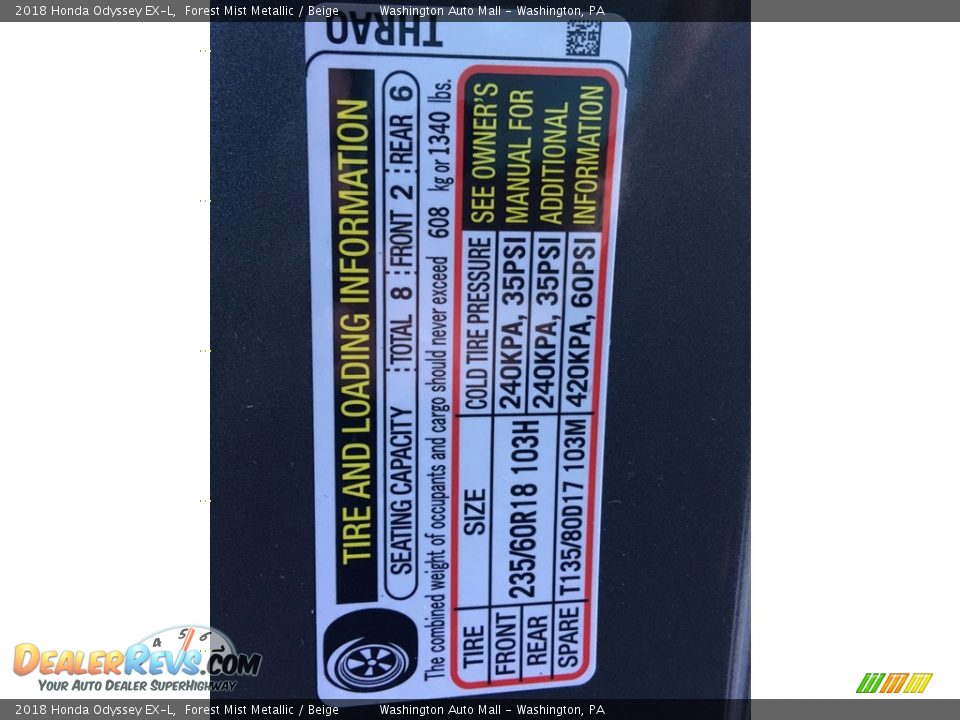 2018 Honda Odyssey EX-L, Forest Mist Metallic / Beige Washington Auto Mall - Washington, PA
THRAQ
TIRE AND LOADING INFORMATION
SEATING CAPACITY TOTAL 8 FRONT 2 REAR 6
The combined weight of occupants and cargo should never exceed 608 kg or 1340 lbs.
TIRE SIZE COLD TIRE PRESSURE
FRONT 235/60R18 103H 240KPA, 35PSI
REAR 240KPA, 35PSI
SPARE T135/80D17 103M 420KPA, 60PSI
SEE OWNER'S
MANUAL FOR
ADDITIONAL
INFORMATION
4 5 6
DEALERREVS.COM
YOUR AUTO DEALER SUPERHIGHWAY
2018 Honda Odyssey EX-L, Forest Mist Metallic / Beige Washington Auto Mall - Washington, PA